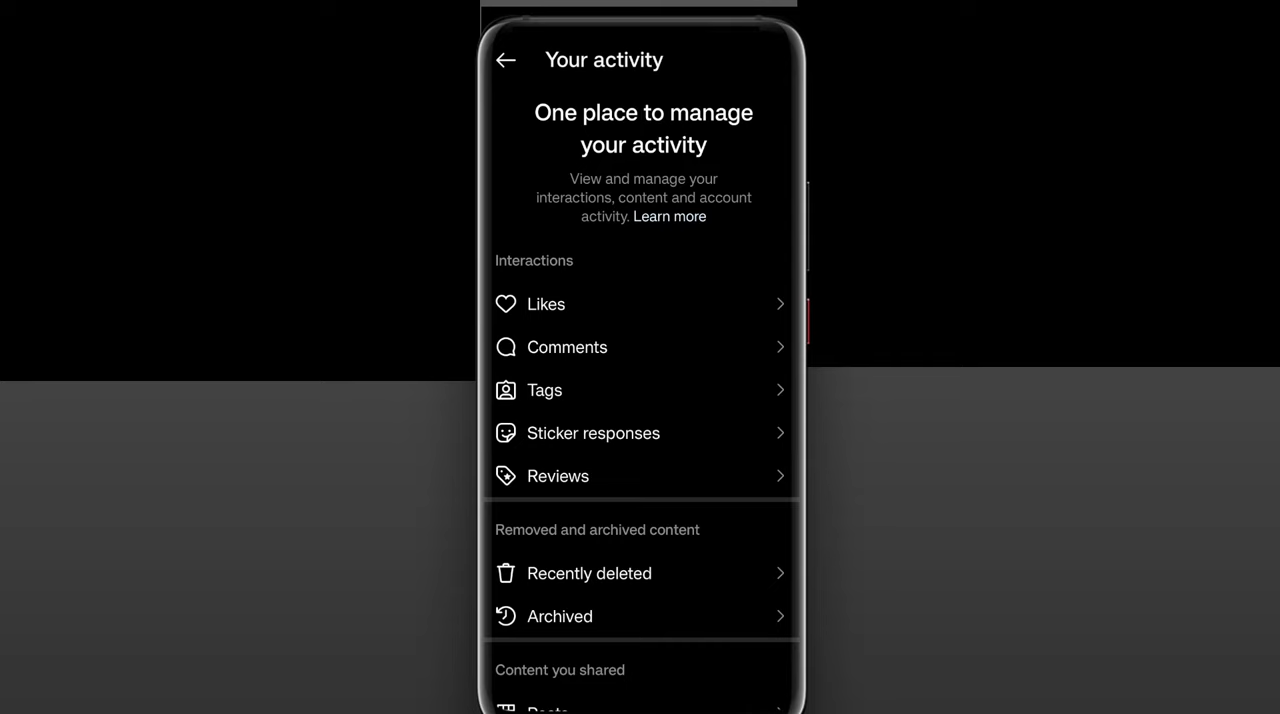 Your activity
One place to manage
your activity
View and manage your
interactions, content and account
activity. Learn more
Interactions
Likes
Comments
Tags
Sticker responses
Reviews
Removed and archived content
Recently deleted
Archived
Content you shared
Posts